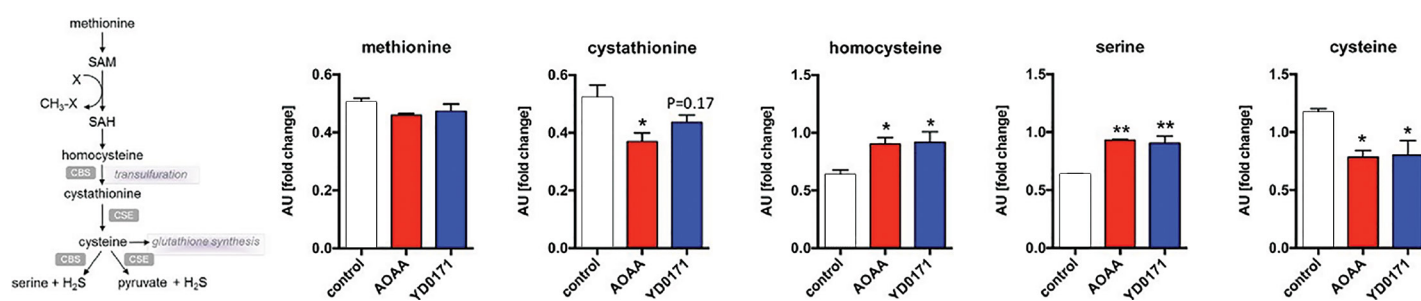 methionine
SAM
X
CH₃-X
SAH
homocysteine
CBS transulfuration
cystathionine
CSE
cysteine glutathione synthesis
CBS CSE
serine + H₂S pyruvate + H₂S
methionine
AU [fold change]
0.6
0.4
0.2
0.0
control
AOAA
YD0171
cystathionine
AU [fold change]
0.6
0.4
0.2
0.0
*
P=0.17
control
AOAA
YD0171
homocysteine
AU [fold change]
1.5
1.0
0.5
0.0
*
*
control
AOAA
YD0171
serine
AU [fold change]
1.5
1.0
0.5
0.0
**
**
control
AOAA
YD0171
cysteine
AU [fold change]
1.5
1.0
0.5
0.0
*
*
control
AOAA
YD0171